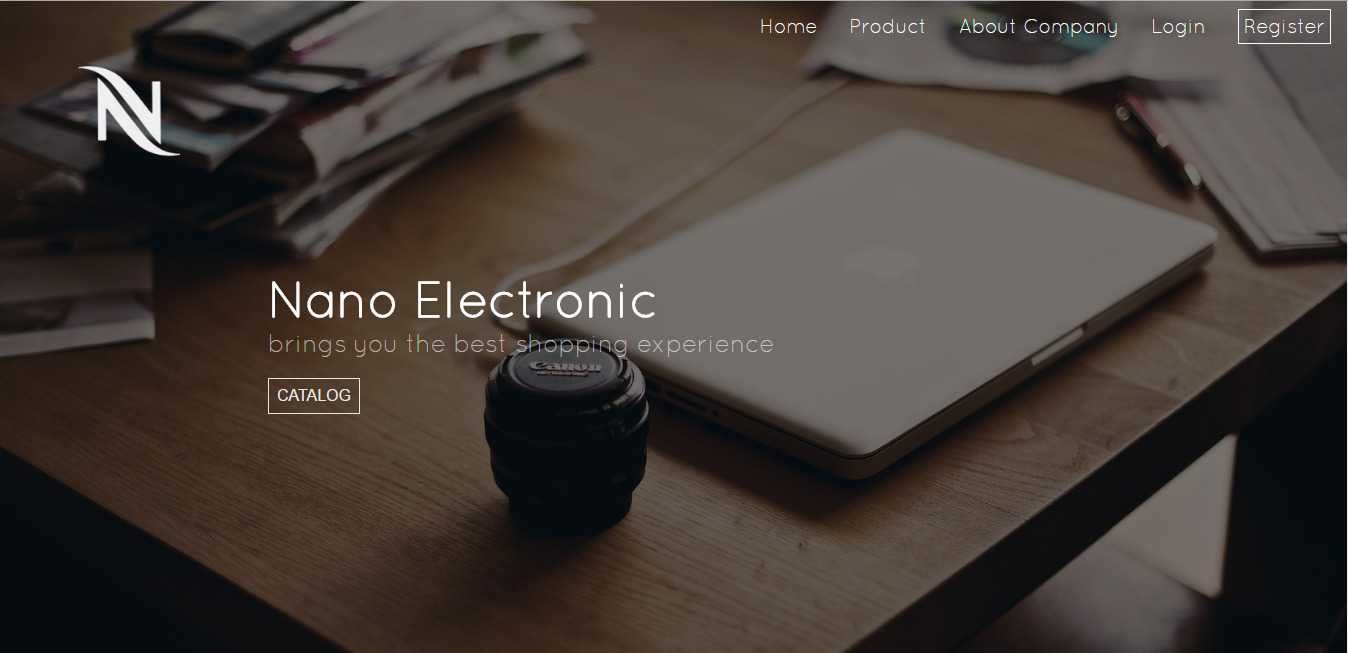 Home Product About Company Login Register
N
Nano Electronic
brings you the best shopping experience
CATALOG
Canon